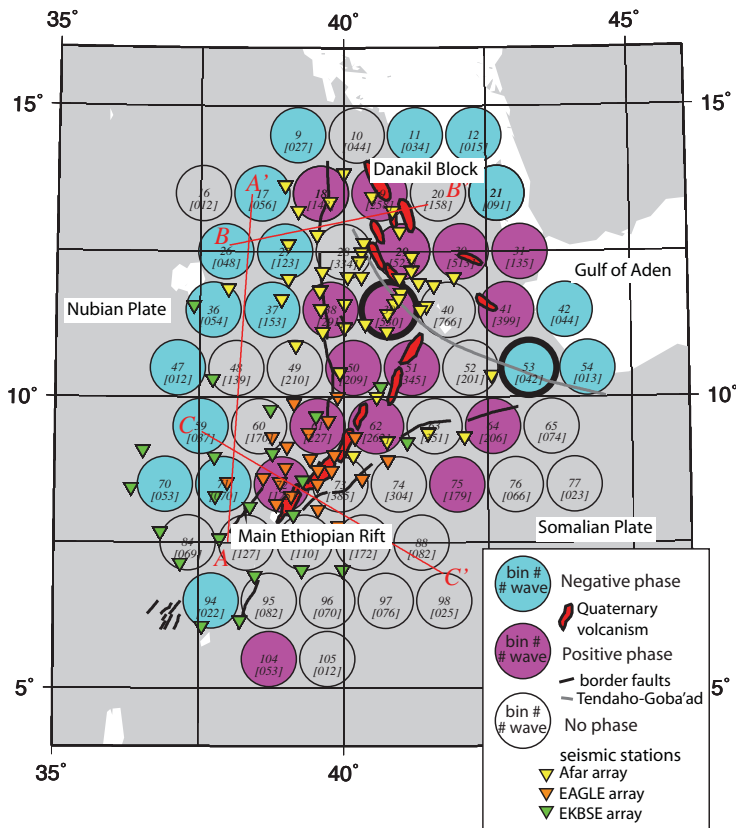 35° 40° 45°
15° 15°
9 10 11 12
[027] [044] [034] [015]
Danakil Block
16 A' 17 18 20 B' 21
[012] [056] [158] [091]
B
[048] [123] [135]
Gulf of Aden
Nubian Plate
36 37 40 41 42
[054] [153] [766] [399] [044]
47 48 49 50 51 52 53 54
[012] [139] [210] [209] [345] [201] [042] [013]
10° 10°
C 59 60 62 64 65
[037] [227] [206] [074]
70 74 75 76 77
[053] [304] [179] [066] [023]
Somalian Plate
Main Ethiopian Rift
84 88
[069] A [127] [110] [172] [082]
C'
94 95 96 97 98
[022] [082] [070] [076] [025]
104 105
[053] [012]
5° 5°
35° 40°
bin #
# wave
Negative phase
Quaternary
volcanism
bin #
# wave
Positive phase
border faults
Tendaho-Goba'ad
bin #
# wave
No phase
seismic stations
Afar array
EAGLE array
EKBSE array